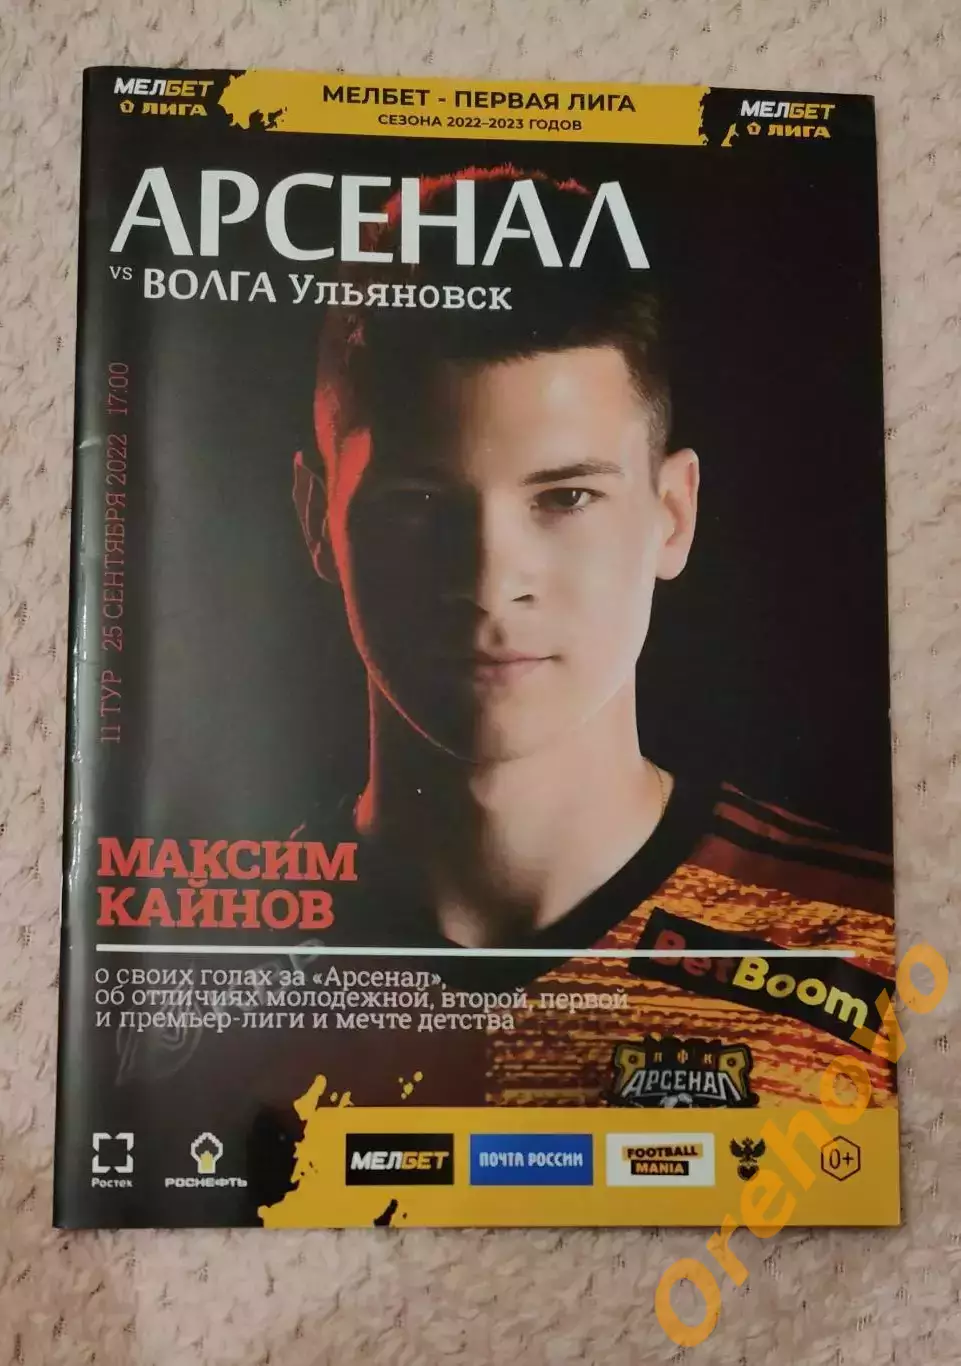 МЕЛБЕТ
ЛИГА
МЕЛБЕТ - ПЕРВАЯ ЛИГА
СЕЗОНА 2022–2023 ГОДОВ
МЕЛБЕТ
ЛИГА
АРСЕНАЛ
vs ВОЛГА Ульяновск
11 ТУР 25 СЕНТЯБРЯ 2022 17:00
МАКСИМ
КАЙНОВ
о своих голах за «Арсенал»,
об отличиях молодежной, второй, первой
и премьер-лиги и мечте детства
BetBoom
ПФК
АРСЕНАЛ
Ростех
РОСНЕФТЬ
МЕЛБЕТ
ПОЧТА РОССИИ
FOOTBALL
MANIA
0+
Orehovo